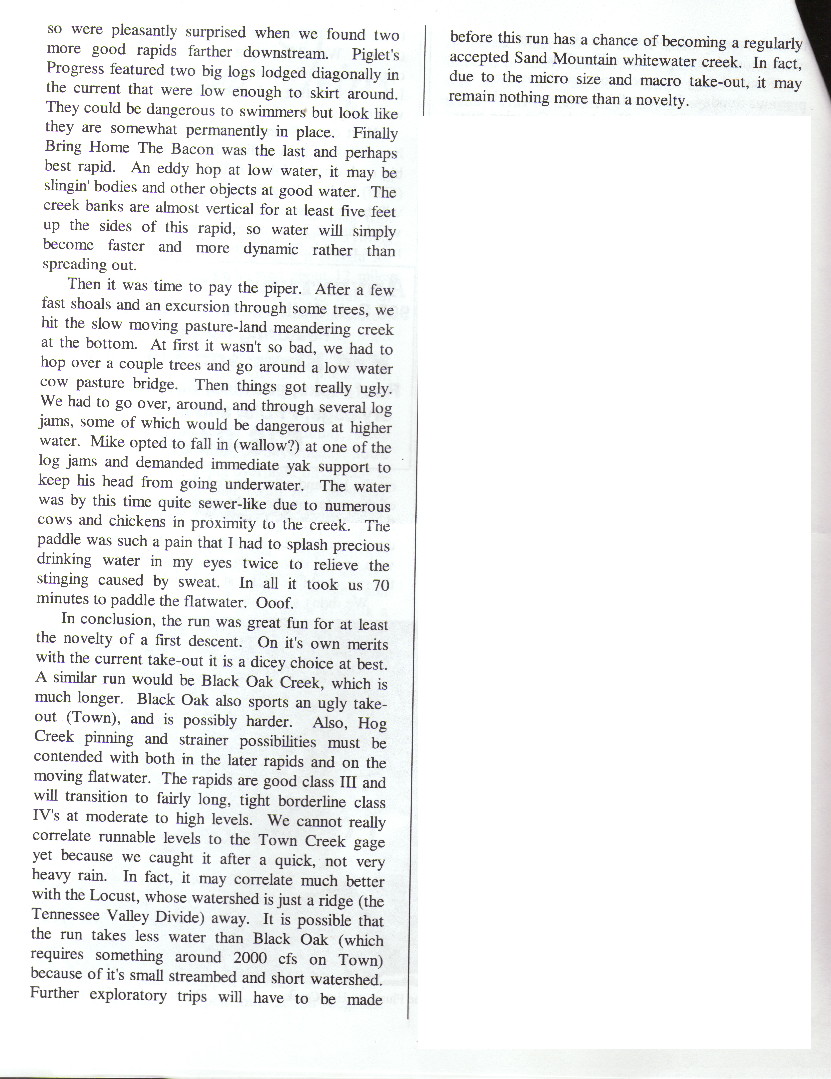 so were pleasantly surprised when we found two
more good rapids farther downstream. Piglet's
Progress featured two big logs lodged diagonally in
the current that were low enough to skirt around.
They could be dangerous to swimmers but look like
they are somewhat permanently in place. Finally
Bring Home The Bacon was the last and perhaps
best rapid. An eddy hop at low water, it may be
slingin' bodies and other objects at good water. The
creek banks are almost vertical for at least five feet
up the sides of this rapid, so water will simply
become faster and more dynamic rather than
spreading out.
Then it was time to pay the piper. After a few
fast shoals and an excursion through some trees, we
hit the slow moving pasture-land meandering creek
at the bottom. At first it wasn't so bad, we had to
hop over a couple trees and go around a low water
cow pasture bridge. Then things got really ugly.
We had to go over, around, and through several log
jams, some of which would be dangerous at higher
water. Mike opted to fall in (wallow?) at one of the
log jams and demanded immediate yak support to
keep his head from going underwater. The water
was by this time quite sewer-like due to numerous
cows and chickens in proximity to the creek. The
paddle was such a pain that I had to splash precious
drinking water in my eyes twice to relieve the
stinging caused by sweat. In all it took us 70
minutes to paddle the flatwater. Ooof.
In conclusion, the run was great fun for at least
the novelty of a first descent. On it's own merits
with the current take-out it is a dicey choice at best.
A similar run would be Black Oak Creek, which is
much longer. Black Oak also sports an ugly take-
out (Town), and is possibly harder. Also, Hog
Creek pinning and strainer possibilities must be
contended with both in the later rapids and on the
moving flatwater. The rapids are good class III and
will transition to fairly long, tight borderline class
IV's at moderate to high levels. We cannot really
correlate runnable levels to the Town Creek gage
yet because we caught it after a quick, not very
heavy rain. In fact, it may correlate much better
with the Locust, whose watershed is just a ridge (the
Tennessee Valley Divide) away. It is possible that
the run takes less water than Black Oak (which
requires something around 2000 cfs on Town)
because of it's small streambed and short watershed.
Further exploratory trips will have to be made
before this run has a chance of becoming a regularly
accepted Sand Mountain whitewater creek. In fact,
due to the micro size and macro take-out, it may
remain nothing more than a novelty.